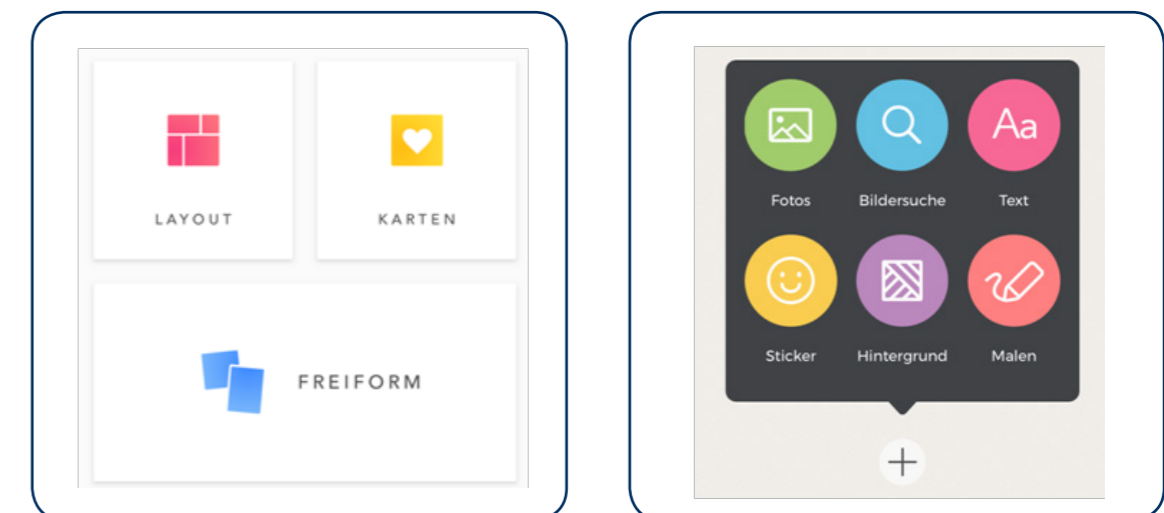 LAYOUT
KARTEN
FREIFORM
Aa
Fotos
Bildersuche
Text
Sticker
Hintergrund
Malen